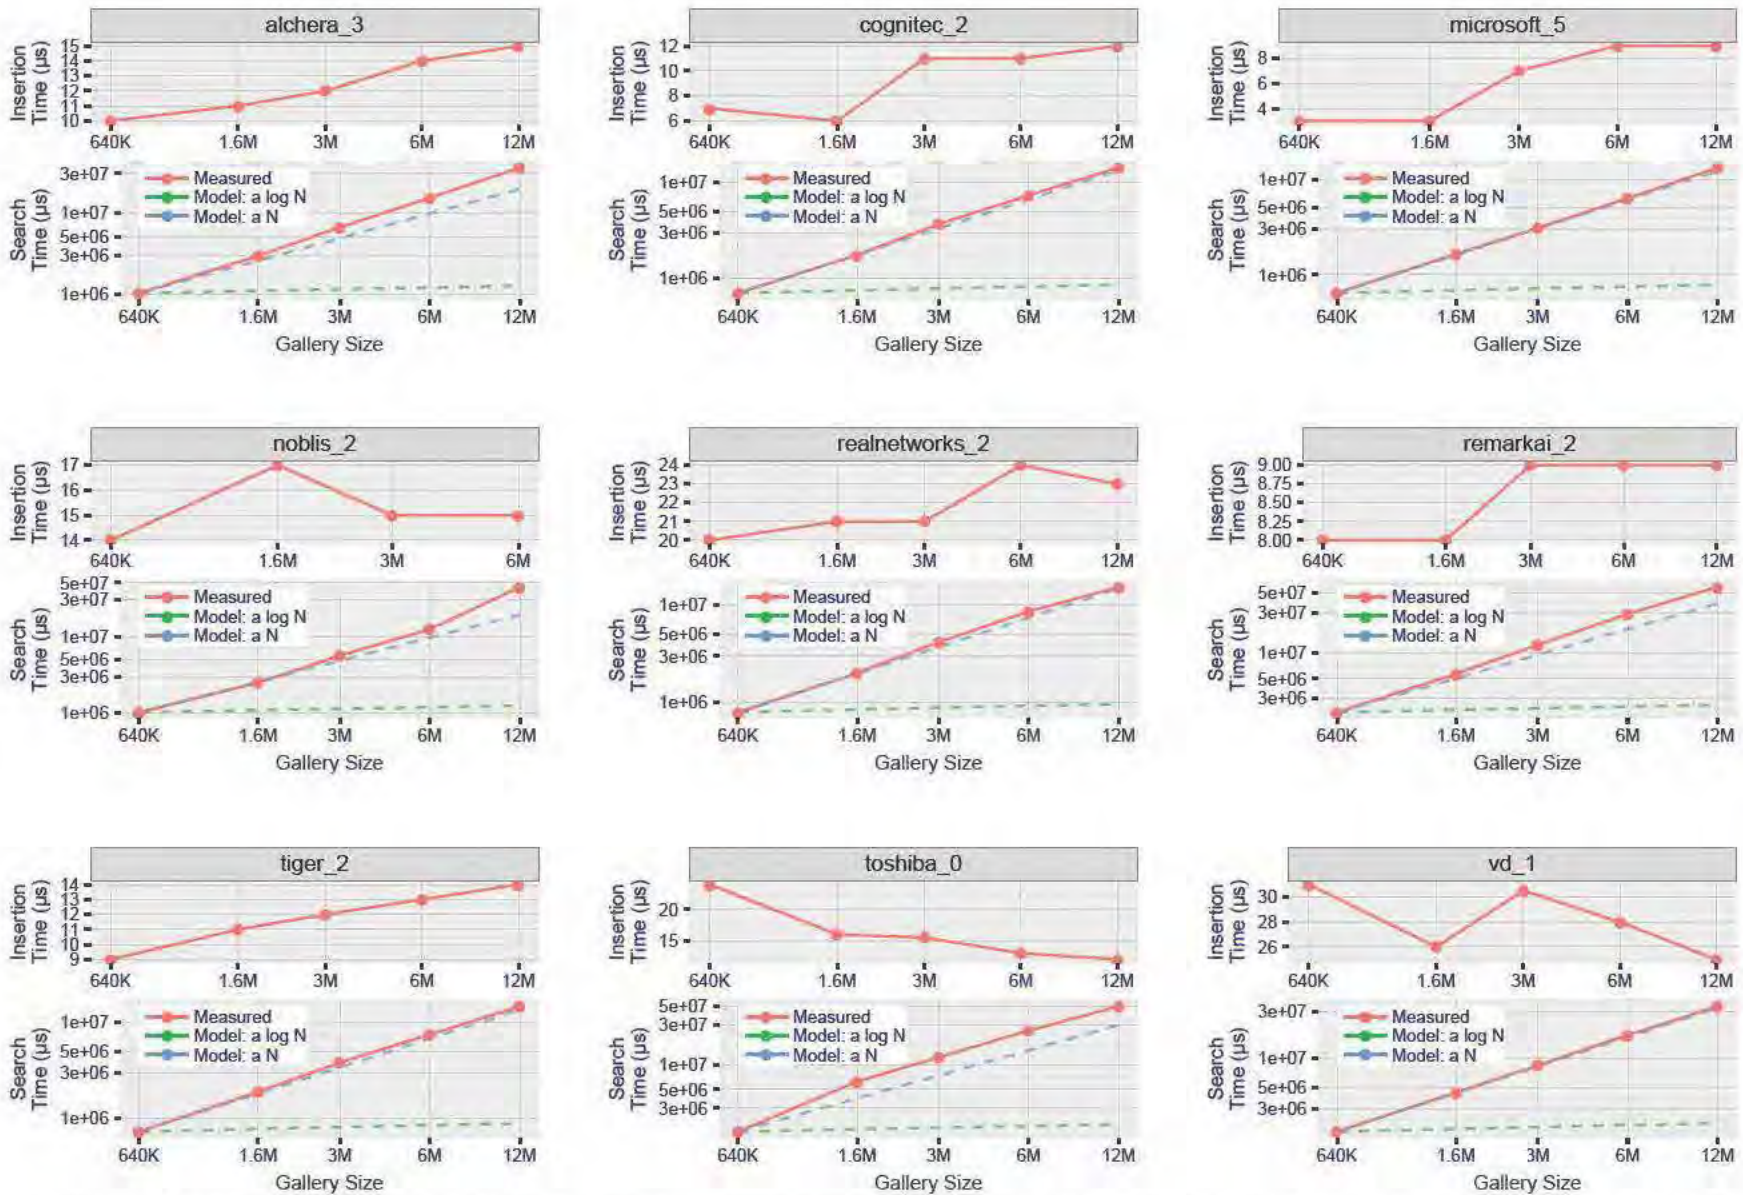 alchera_3
Insertion
Time (µs)
15
14
13
12
11
10
640K 1.6M 3M 6M 12M
Search
Time (µs)
3e+07
1e+07
5e+06
3e+06
1e+06
Measured
Model: a log N
Model: a N
640K 1.6M 3M 6M 12M
Gallery Size
cognitec_2
Insertion
Time (µs)
12
10
8
6
640K 1.6M 3M 6M 12M
Search
Time (µs)
1e+07
5e+06
3e+06
1e+06
Measured
Model: a log N
Model: a N
640K 1.6M 3M 6M 12M
Gallery Size
microsoft_5
Insertion
Time (µs)
8
6
4
640K 1.6M 3M 6M 12M
Search
Time (µs)
1e+07
5e+06
3e+06
1e+06
Measured
Model: a log N
Model: a N
640K 1.6M 3M 6M 12M
Gallery Size
noblis_2
Insertion
Time (µs)
17
16
15
14
640K 1.6M 3M 6M
Search
Time (µs)
5e+07
3e+07
1e+07
5e+06
3e+06
1e+06
Measured
Model: a log N
Model: a N
640K 1.6M 3M 6M 12M
Gallery Size
realnetworks_2
Insertion
Time (µs)
24
23
22
21
20
640K 1.6M 3M 6M 12M
Search
Time (µs)
1e+07
5e+06
3e+06
1e+06
Measured
Model: a log N
Model: a N
640K 1.6M 3M 6M 12M
Gallery Size
remarkai_2
Insertion
Time (µs)
9.00
8.75
8.50
8.25
8.00
640K 1.6M 3M 6M 12M
Search
Time (µs)
5e+07
3e+07
1e+07
5e+06
3e+06
Measured
Model: a log N
Model: a N
640K 1.6M 3M 6M 12M
Gallery Size
tiger_2
Insertion
Time (µs)
14
13
12
11
10
9
640K 1.6M 3M 6M 12M
Search
Time (µs)
1e+07
5e+06
3e+06
1e+06
Measured
Model: a log N
Model: a N
640K 1.6M 3M 6M 12M
Gallery Size
toshiba_0
Insertion
Time (µs)
20
15
640K 1.6M 3M 6M 12M
Search
Time (µs)
5e+07
3e+07
1e+07
5e+06
3e+06
Measured
Model: a log N
Model: a N
640K 1.6M 3M 6M 12M
Gallery Size
vd_1
Insertion
Time (µs)
30
28
26
640K 1.6M 3M 6M 12M
Search
Time (µs)
3e+07
1e+07
5e+06
3e+06
Measured
Model: a log N
Model: a N
640K 1.6M 3M 6M 12M
Gallery Size